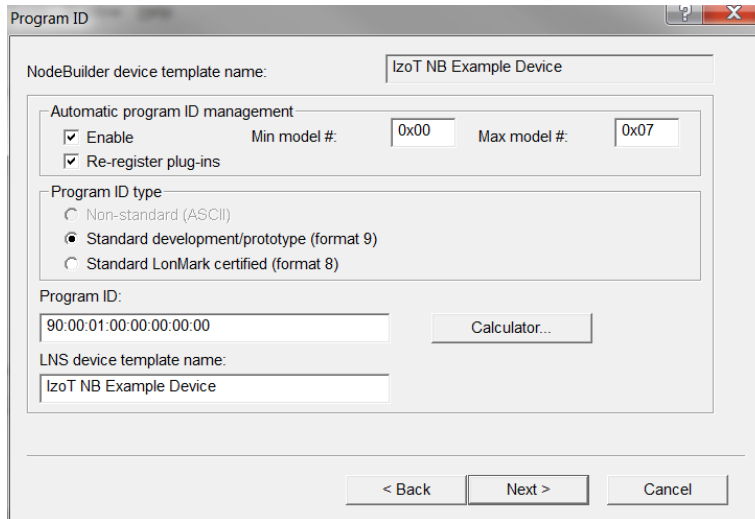 Program ID
NodeBuilder device template name:
IzoT NB Example Device
Automatic program ID management
Enable
Min model #:
0x00
Max model #:
0x07
Re-register plug-ins
Program ID type
Non-standard (ASCII)
Standard development/prototype (format 9)
Standard LonMark certified (format 8)
Program ID:
90:00:01:00:00:00:00:00
Calculator...
LNS device template name:
IzoT NB Example Device
< Back
Next >
Cancel